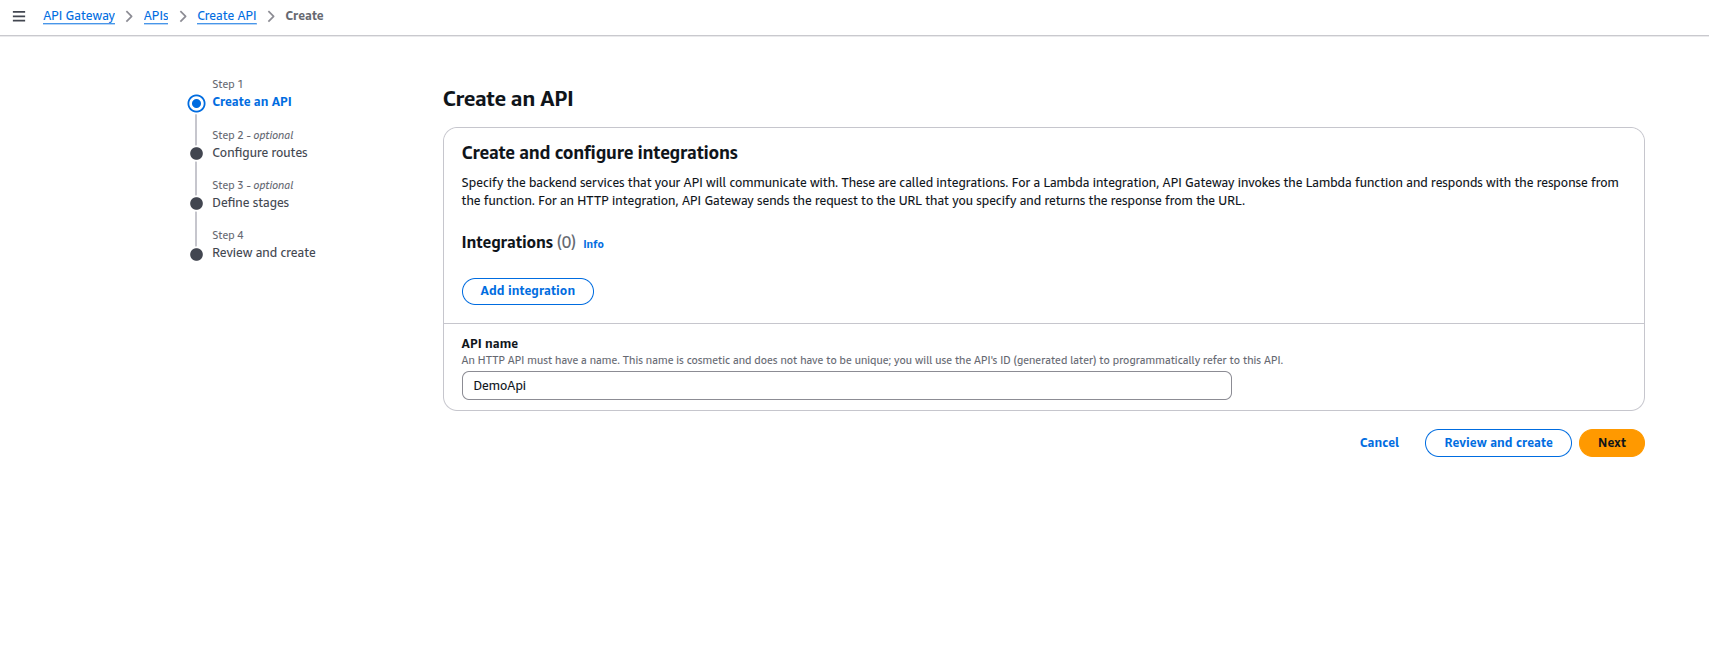 API Gateway > APIs > Create API > Create
Step 1
Create an API
Step 2 - optional
Configure routes
Step 3 - optional
Define stages
Step 4
Review and create
Create an API
Create and configure integrations
Specify the backend services that your API will communicate with. These are called integrations. For a Lambda integration, API Gateway invokes the Lambda function and responds with the response from
the function. For an HTTP integration, API Gateway sends the request to the URL that you specify and returns the response from the URL.
Integrations (0) Info
Add integration
API name
An HTTP API must have a name. This name is cosmetic and does not have to be unique; you will use the API's ID (generated later) to programmatically refer to this API.
DemoApi
Cancel Review and create Next